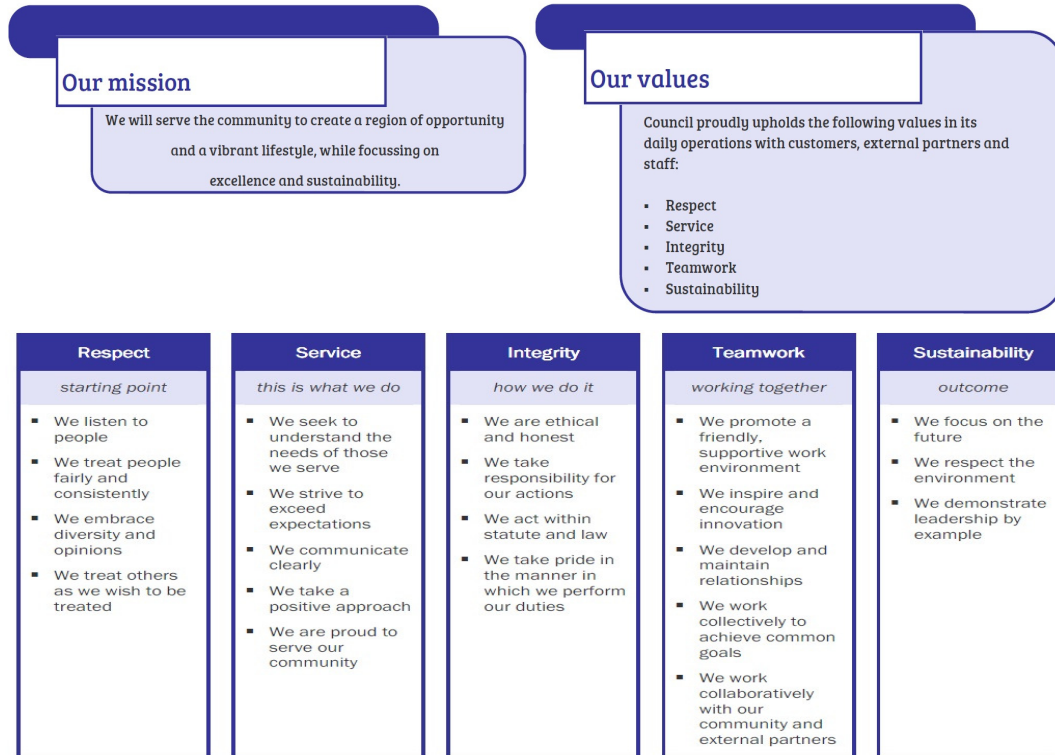 Our mission
We will serve the community to create a region of opportunity
and a vibrant lifestyle, while focussing on
excellence and sustainability.
Our values
Council proudly upholds the following values in its
daily operations with customers, external partners and
staff:
▪ Respect
▪ Service
▪ Integrity
▪ Teamwork
▪ Sustainability
Respect
starting point
▪ We listen to
people
▪ We treat people
fairly and
consistently
▪ We embrace
diversity and
opinions
▪ We treat others
as we wish to be
treated
Service
this is what we do
▪ We seek to
understand the
needs of those
we serve
▪ We strive to
exceed
expectations
▪ We communicate
clearly
▪ We take a
positive approach
▪ We are proud to
serve our
community
Integrity
how we do it
▪ We are ethical
and honest
▪ We take
responsibility for
our actions
▪ We act within
statute and law
▪ We take pride in
the manner in
which we perform
our duties
Teamwork
working together
▪ We promote a
friendly,
supportive work
environment
▪ We inspire and
encourage
innovation
▪ We develop and
maintain
relationships
▪ We work
collectively to
achieve common
goals
▪ We work
collaboratively
with our
community and
external partners
Sustainability
outcome
▪ We focus on the
future
▪ We respect the
environment
▪ We demonstrate
leadership by
example